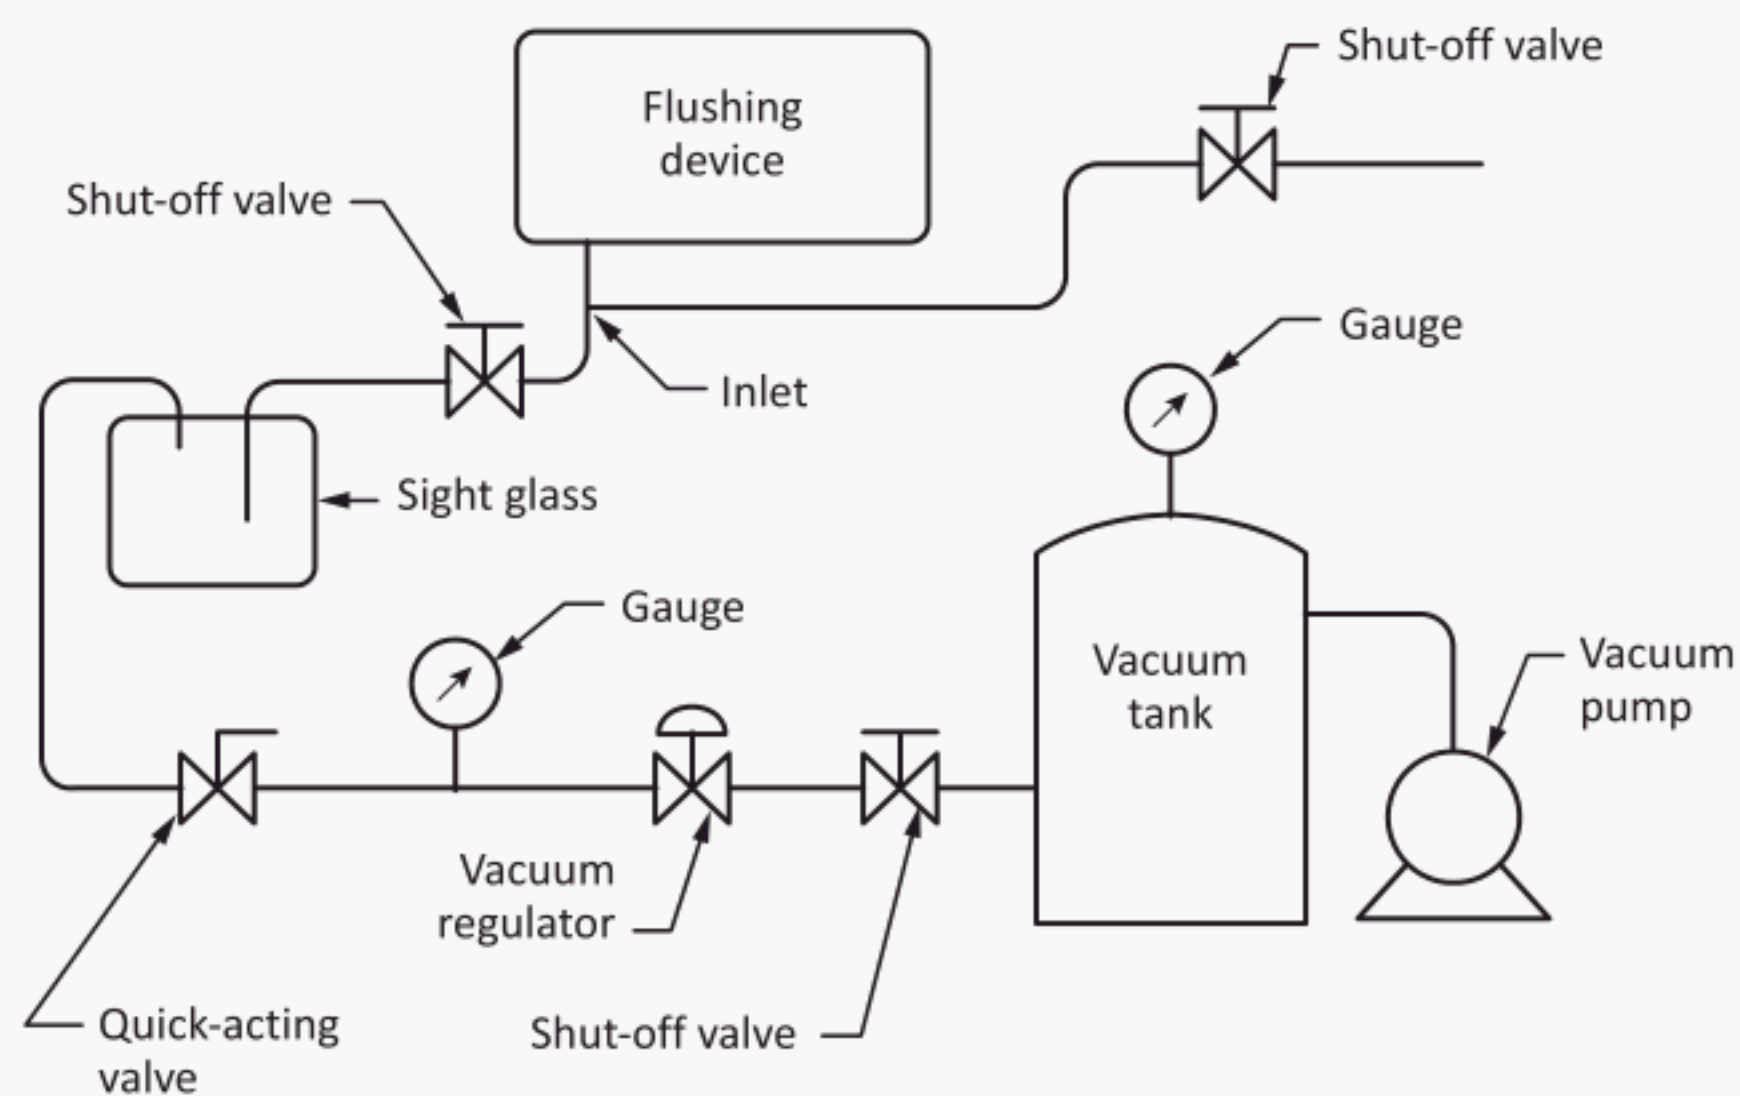 Shut-off valve
Flushing
device
Shut-off valve
Gauge
Inlet
Sight glass
Gauge
Vacuum
tank
Vacuum
pump
Vacuum
regulator
Quick-acting
valve
Shut-off valve